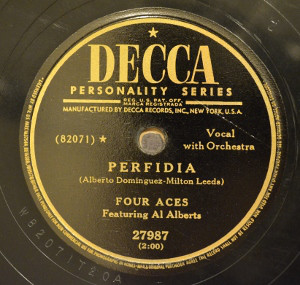 DECCA
PERSONALITY SERIES
REG. U.S. PAT. OFF.
MARCA REGISTRADA
MANUFACTURED BY DECCA RECORDS, INC., NEW YORK, U.S.A.
(82071) ★
Vocal
with Orchestra
PERFIDIA
(Alberto Dominguez-Milton Leeds)
FOUR ACES
Featuring Al Alberts
27987
(2:00)